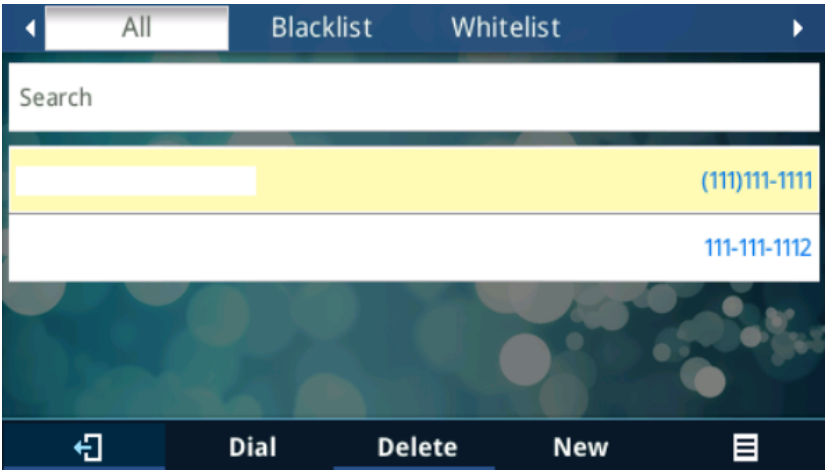 All Blacklist Whitelist
Search
(111)111-1111
111-111-1112
Dial Delete New